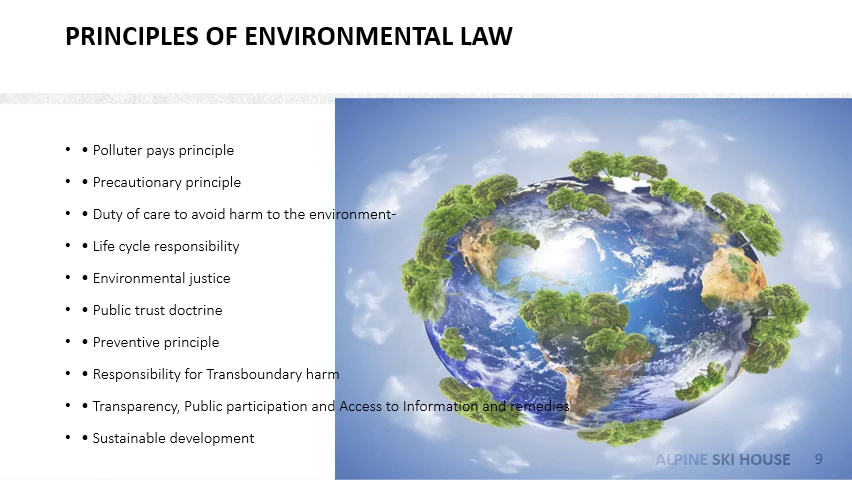 PRINCIPLES OF ENVIRONMENTAL LAW
• • Polluter pays principle
• • Precautionary principle
• • Duty of care to avoid harm to the environment-
• • Life cycle responsibility
• • Environmental justice
• • Public trust doctrine
• • Preventive principle
• • Responsibility for Transboundary harm
• • Transparency, Public participation and Access to Information and remedies
• • Sustainable development
ALPINE SKI HOUSE 9